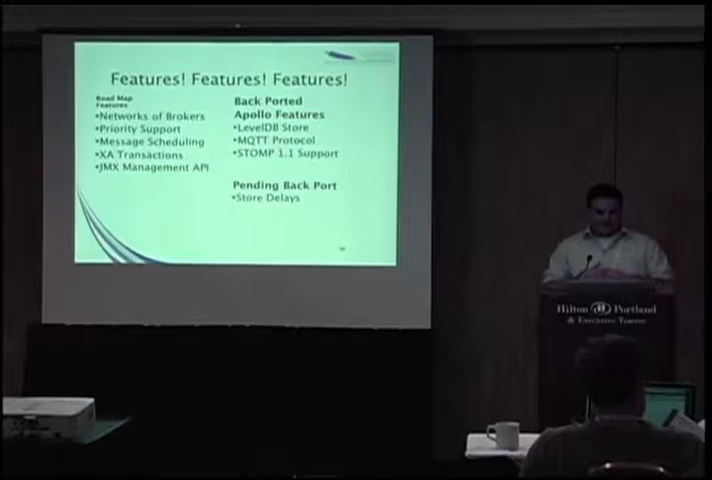 Features! Features! Features!
Road Map
Features
•Networks of Brokers
•Priority Support
•Message Scheduling
•XA Transactions
•JMX Management API
Back Ported
Apollo Features
•LevelDB Store
•MQTT Protocol
•STOMP 1.1 Support
Pending Back Port
•Store Delays
Hilton Portland
& Executive Tower